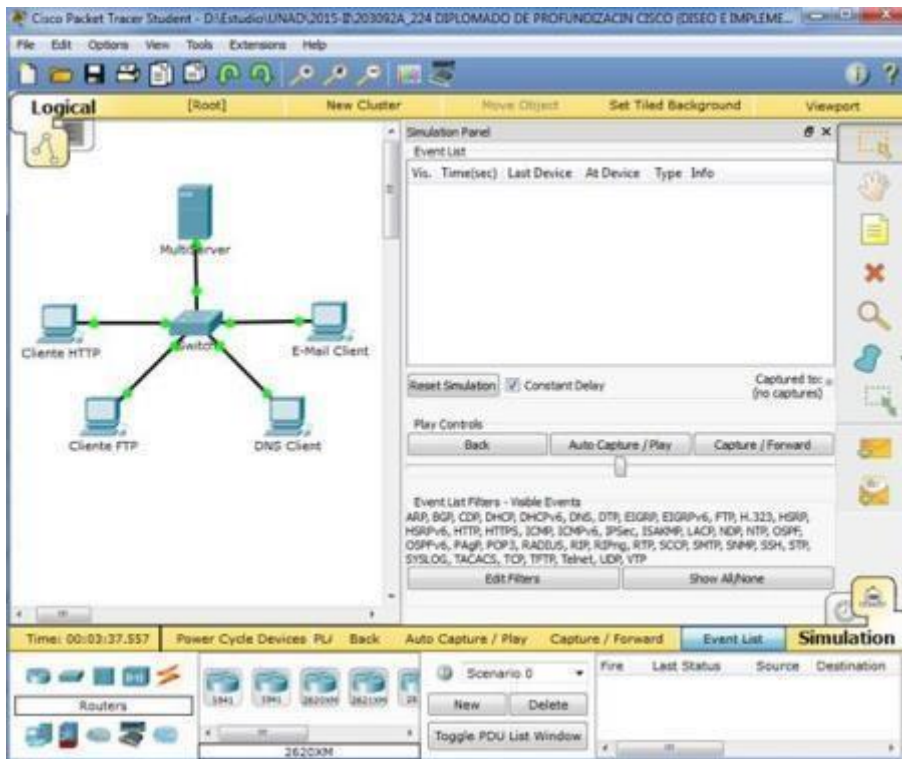 Cisco Packet Tracer Student - D:\Estudio\UNAD\2015-II\203092A_224 DIPLOMADO DE PROFUNDIZACIN CISCO (DISEO E IMPLEME...
File Edit Options View Tools Extensions Help
Logical [Root] New Cluster Move Object Set Tiled Background Viewport
Simulation Panel
Event List
Vis. Time(sec) Last Device At Device Type Info
MultiServer
Switch
Cliente HTTP
E-Mail Client
Cliente FTP
DNS Client
Reset Simulation Constant Delay
Captured to:
(no captures)
Play Controls
Back Auto Capture / Play Capture / Forward
Event List Filters - Visible Events
ARP, BGP, CDP, DHCP, DHCPv6, DNS, DTP, EIGRP, EIGRPv6, FTP, H.323, HSRP,
HSRPv6, HTTP, HTTPS, ICMP, ICMPv6, IPSec, ISAKMP, LACP, NDP, NTP, OSPF,
OSPFv6, PAgP, POP3, RADIUS, RIP, RIPng, RTP, SCCP, SMTP, SNMP, SSH, STP,
SYSLOG, TACACS, TCP, TFTP, Telnet, UDP, VTP
Edit Filters Show All/None
Time: 00:03:37.557 Power Cycle Devices Back Auto Capture / Play Capture / Forward Event List Simulation
Routers
1841 1941 2620XM 2621XM
2620XM
Scenario 0
New Delete
Toggle PDU List Window
Fire Last Status Source Destination